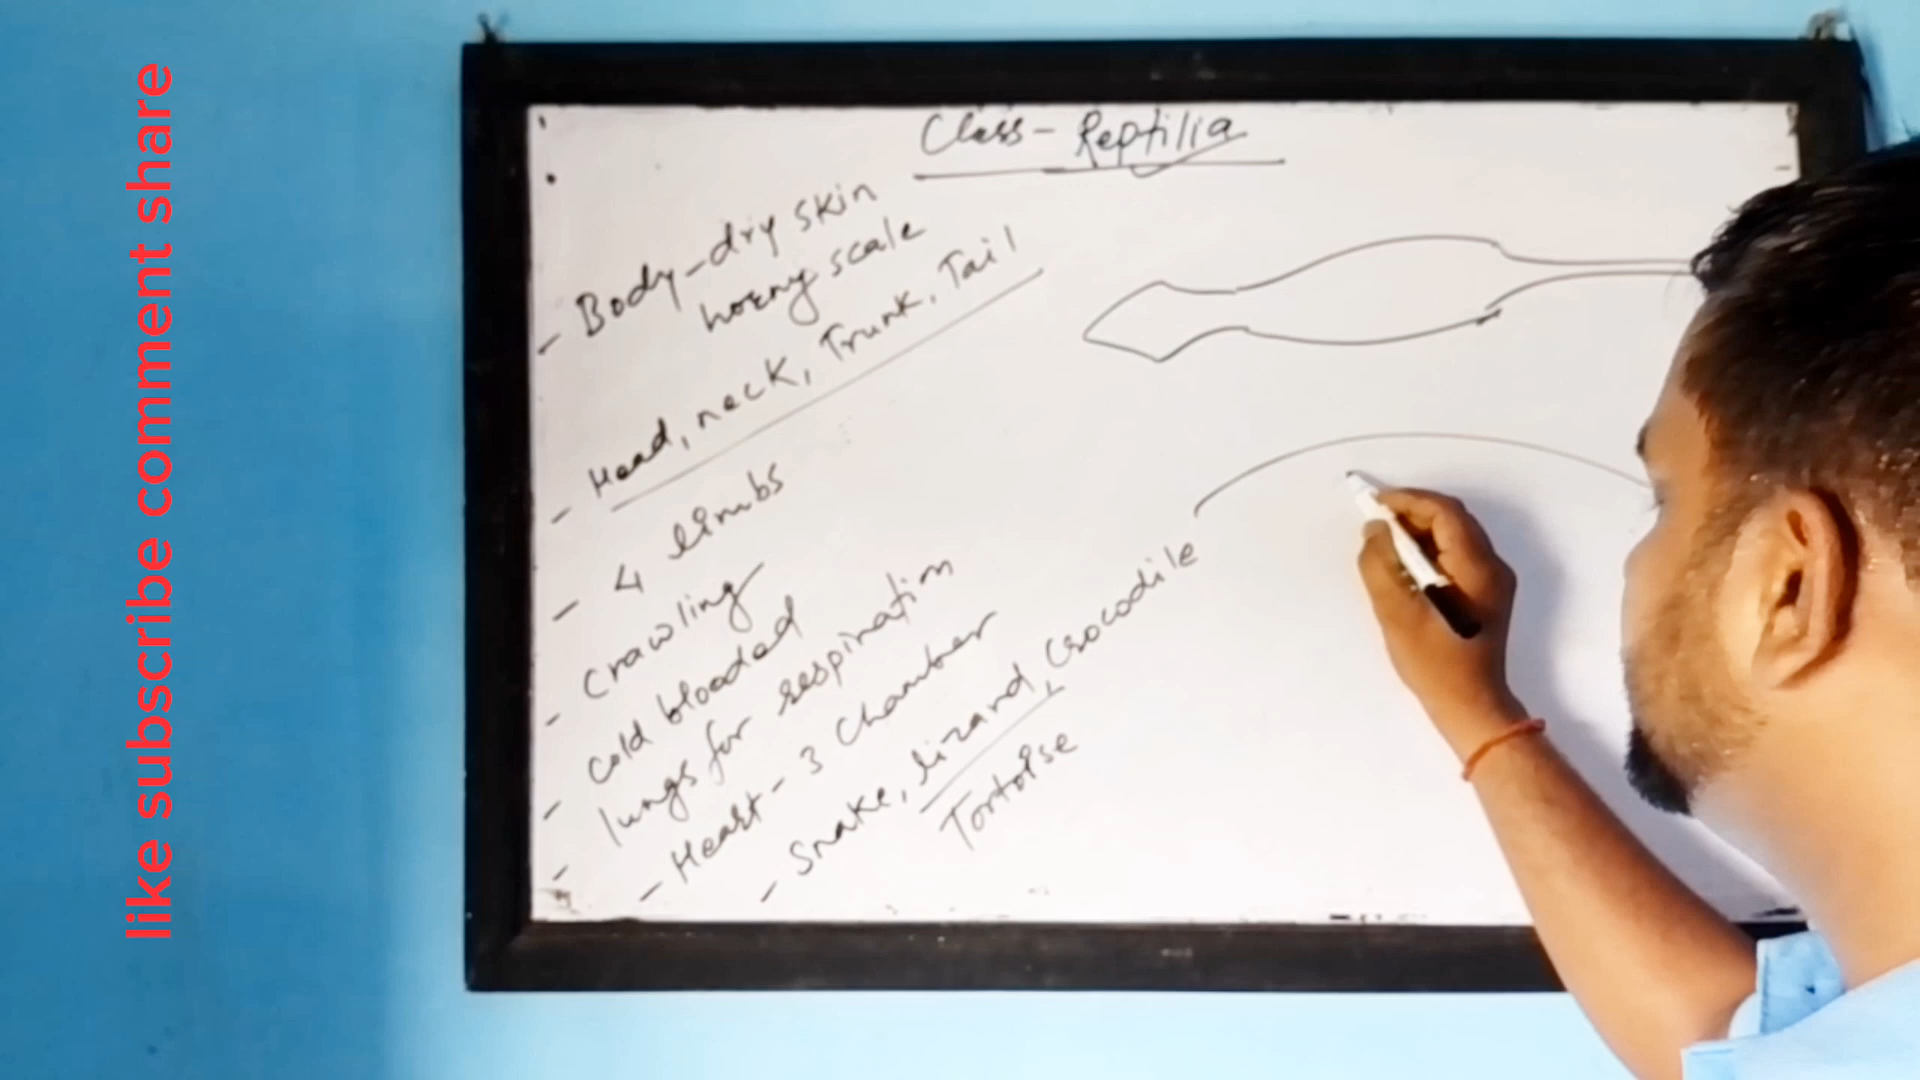 like subscribe comment share
Class - Reptilia
- Body - dry skin
horny scale
- Head, neck, Trunk, Tail
- 4 limbs
- crawling
- cold blooded
- lungs for respiration
- Heart - 3 chamber
- Snake, lizard, Crocodile
Tortoise